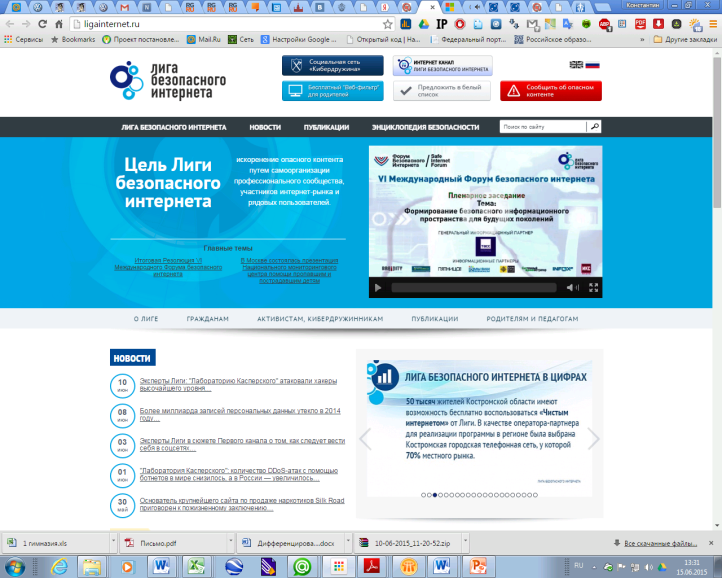 Константин
ligainternet.ru
Сервисы
Bookmarks
Проект постановле...
Mail.Ru
Сеть
Настройки Google ...
Открытый код | На...
Федеральный порт...
Российское образо...
Другие закладки
ЛИГА
безопасного
интернета
Социальная сеть
«Кибердружина»
ИНТЕРНЕТ КАНАЛ
ЛИГИ БЕЗОПАСНОГО ИНТЕРНЕТА
Бесплатный "Веб-фильтр"
для родителей
Предложить в белый
список
Сообщить об опасном
контенте
ЛИГА БЕЗОПАСНОГО ИНТЕРНЕТА
НОВОСТИ
ПУБЛИКАЦИИ
ЭНЦИКЛОПЕДИЯ БЕЗОПАСНОСТИ
Поиск по сайту
Цель Лиги
безопасного
интернета
искоренение опасного контента
путем самоорганизации
профессионального сообщества,
участников интернет-рынка и
рядовых пользователей.
Главные темы
Итоговая Резолюция VI
Международного Форума безопасного
интернета
В Москве состоялась презентация
Национального мониторингового
центра помощи пропавшим и
пострадавшим детям
Форум
Безопасного
Интернета
Safe
Internet
Forum
лига
безопасного
интернета
VI Международный Форум безопасного интернета
Пленарное заседание
Тема:
Формирование безопасного информационного
пространства для будущих поколений
ГЕНЕРАЛЬНЫЙ ИНФОРМАЦИОННЫЙ ПАРТНЕР
ИНФОРМАЦИОННЫЕ ПАРТНЕРЫ
О ЛИГЕ
ГРАЖДАНАМ
АКТИВИСТАМ, КИБЕРДРУЖИННИКАМ
ПУБЛИКАЦИИ
РОДИТЕЛЯМ И ПЕДАГОГАМ
НОВОСТИ
10
июн
Эксперты Лиги: "Лабораторию Касперского" атаковали хакеры
высочайшего уровня...
08
июн
Более миллиарда записей персональных данных утекло в 2014
году...
03
июн
Эксперты Лиги в сюжете Первого канала о том, как следует вести
себя в соцсетях...
01
июн
"Лаборатория Касперского": количество DDoS-атак с помощью
ботнетов в мире снизилось, а в России — увеличилось...
30
май
Основатель крупнейшего сайта по продаже наркотиков Silk Road
приговорен к пожизненному заключению...
ЛИГА БЕЗОПАСНОГО ИНТЕРНЕТА В ЦИФРАХ
50 тысяч жителей Костромской области имеют
возможность бесплатно воспользоваться «Чистым
интернетом» от Лиги. В качестве оператора-партнера
для реализации программы в регионе была выбрана
Костромская городская телефонная сеть, у которой
70% местного рынка.
1 гимназия.xls
Письмо.pdf
Дифференцирова....docx
10-06-2015_11-20-52.zip
Все скачанные файлы...
RU
13:31
15.06.2015